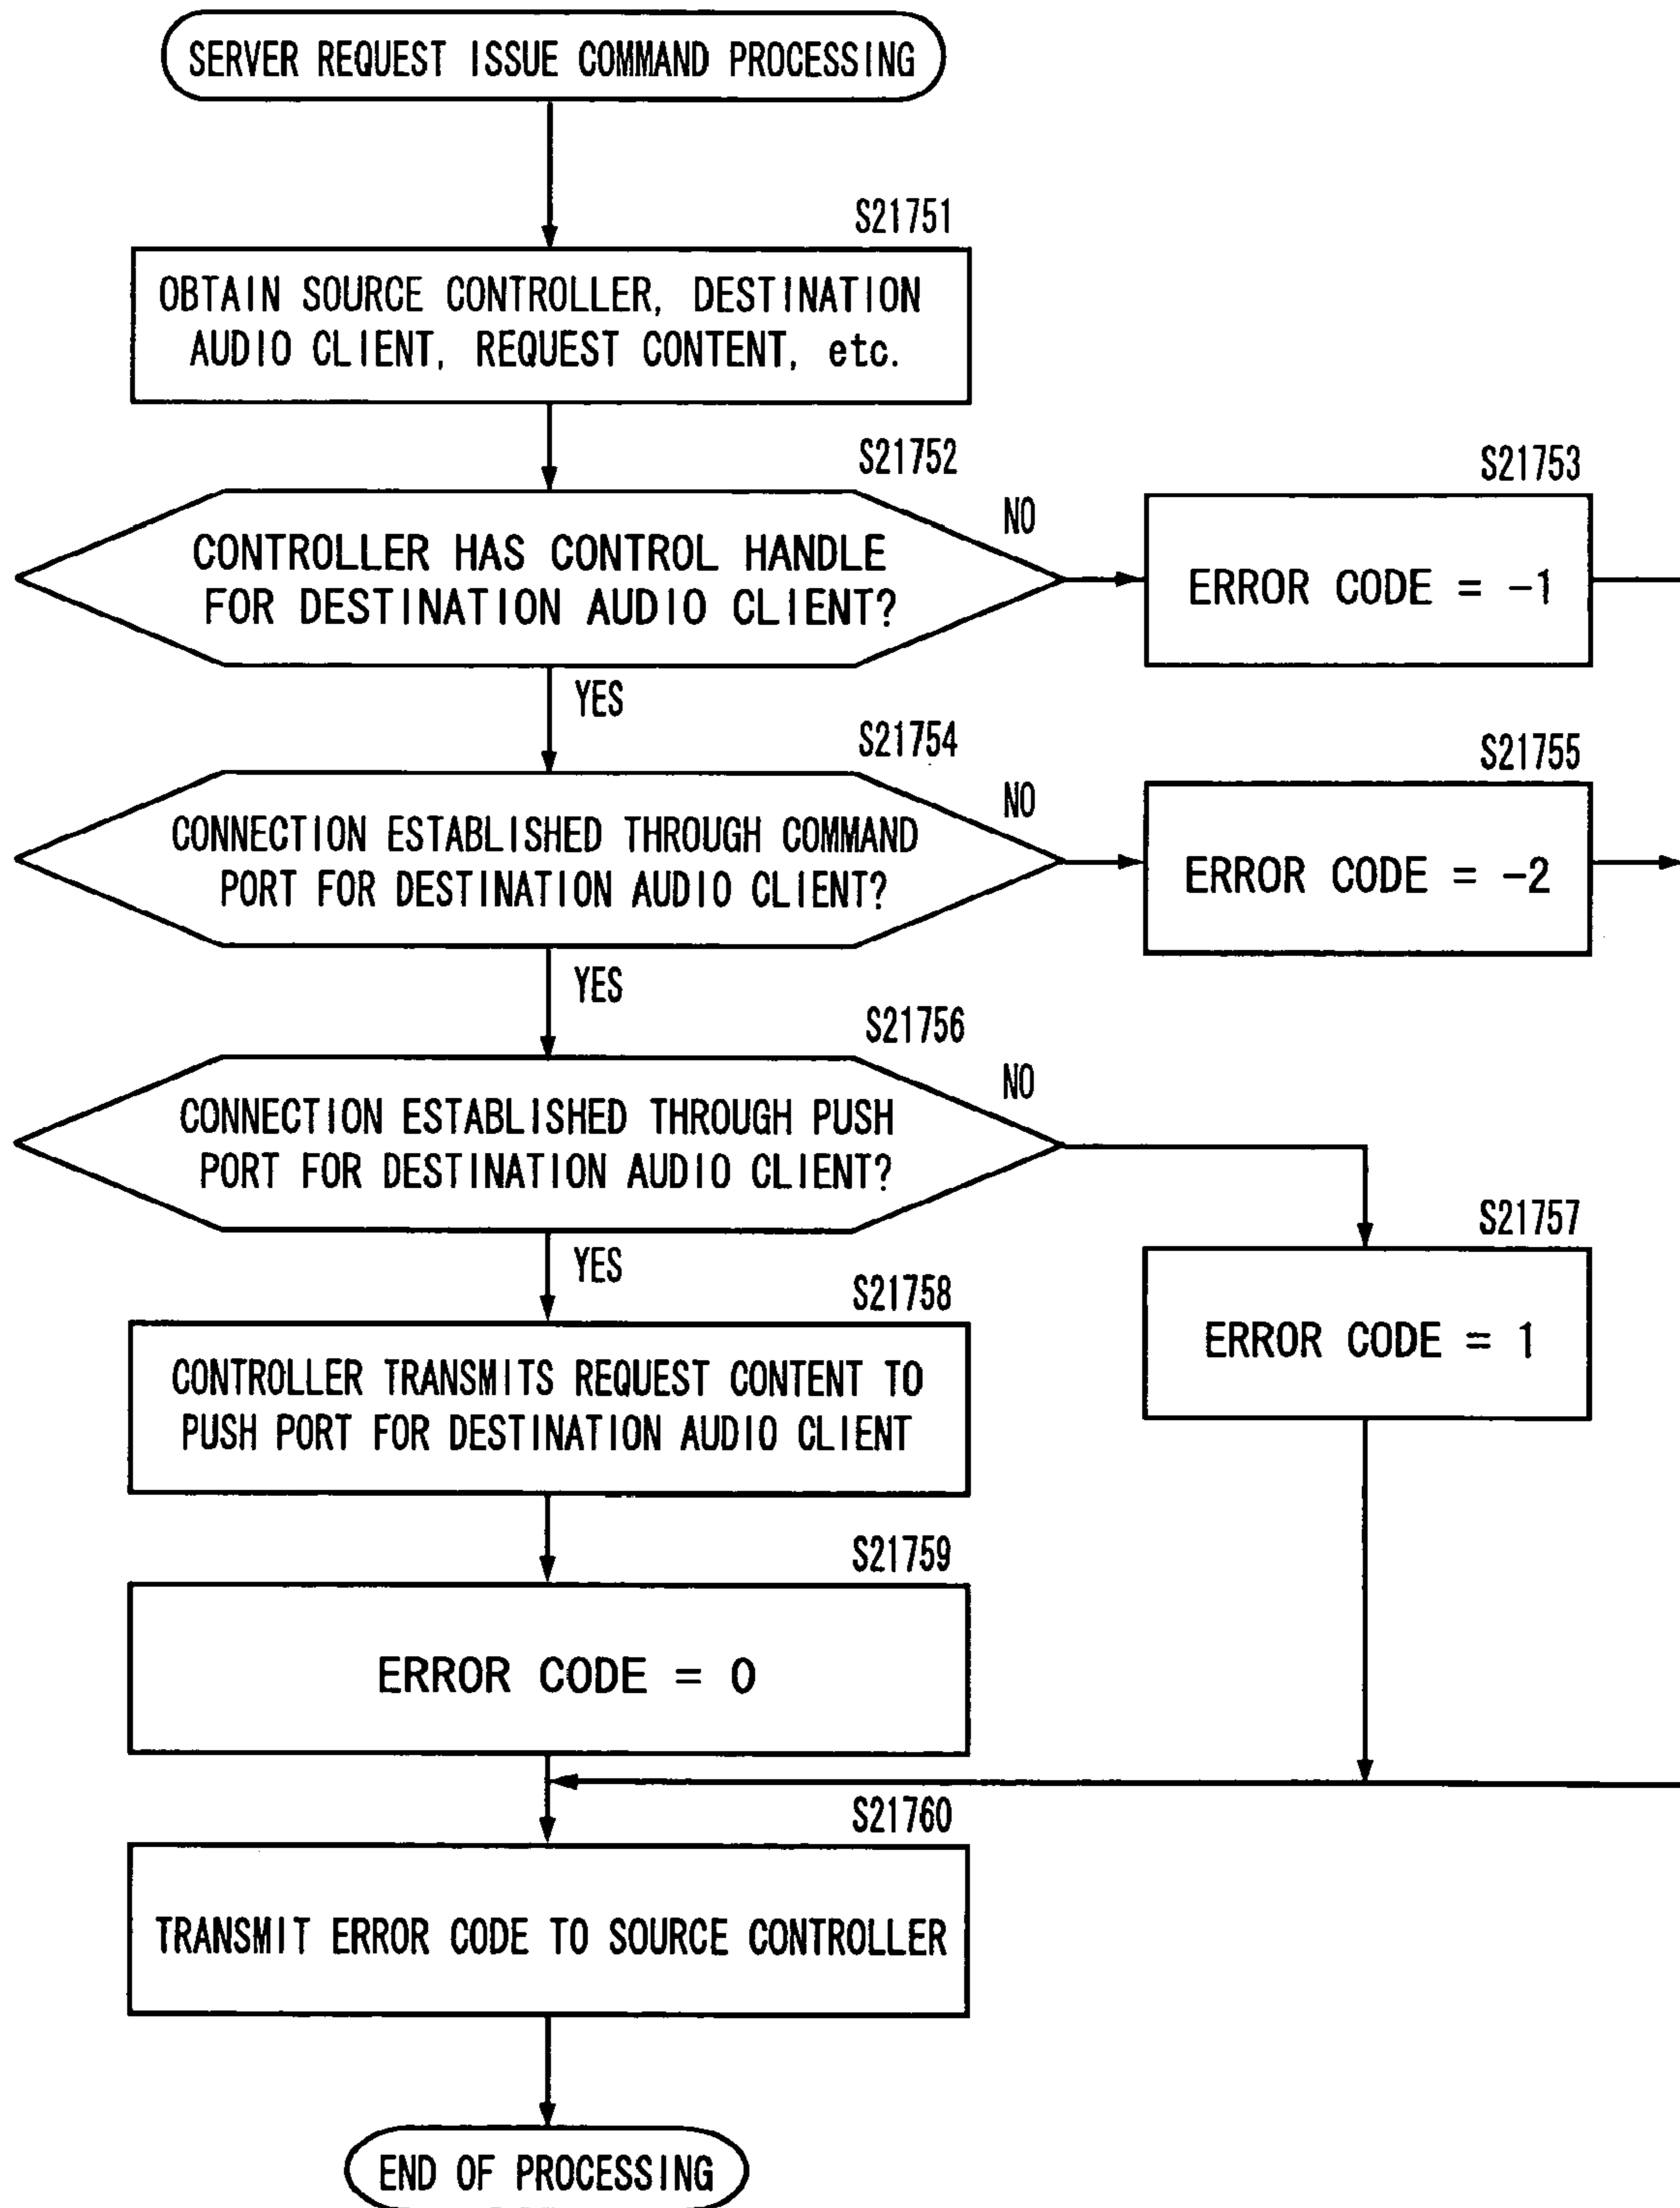 SERVER REQUEST ISSUE COMMAND PROCESSING
S21751
OBTAIN SOURCE CONTROLLER, DESTINATION
AUDIO CLIENT, REQUEST CONTENT, etc.
S21752
CONTROLLER HAS CONTROL HANDLE
FOR DESTINATION AUDIO CLIENT?
NO
S21753
ERROR CODE = -1
YES
S21754
CONNECTION ESTABLISHED THROUGH COMMAND
PORT FOR DESTINATION AUDIO CLIENT?
NO
S21755
ERROR CODE = -2
YES
S21756
CONNECTION ESTABLISHED THROUGH PUSH
PORT FOR DESTINATION AUDIO CLIENT?
NO
S21757
ERROR CODE = 1
YES
S21758
CONTROLLER TRANSMITS REQUEST CONTENT TO
PUSH PORT FOR DESTINATION AUDIO CLIENT
S21759
ERROR CODE = 0
S21760
TRANSMIT ERROR CODE TO SOURCE CONTROLLER
END OF PROCESSING